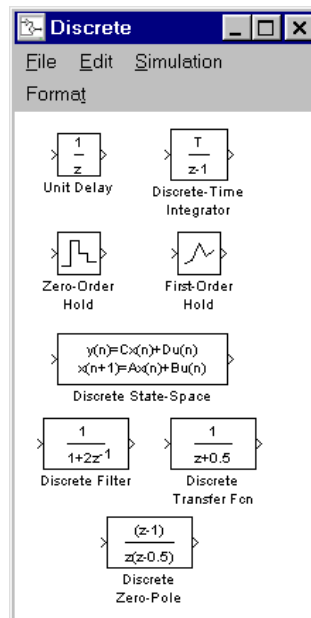 Discrete
File Edit Simulation
Format
1
z
Unit Delay
T
z-1
Discrete-Time
Integrator
Zero-Order
Hold
First-Order
Hold
y(n)=Cx(n)+Du(n)
x(n+1)=Ax(n)+Bu(n)
Discrete State-Space
1
1+2z-1
Discrete Filter
1
z+0.5
Discrete
Transfer Fcn
(z-1)
z(z-0.5)
Discrete
Zero-Pole